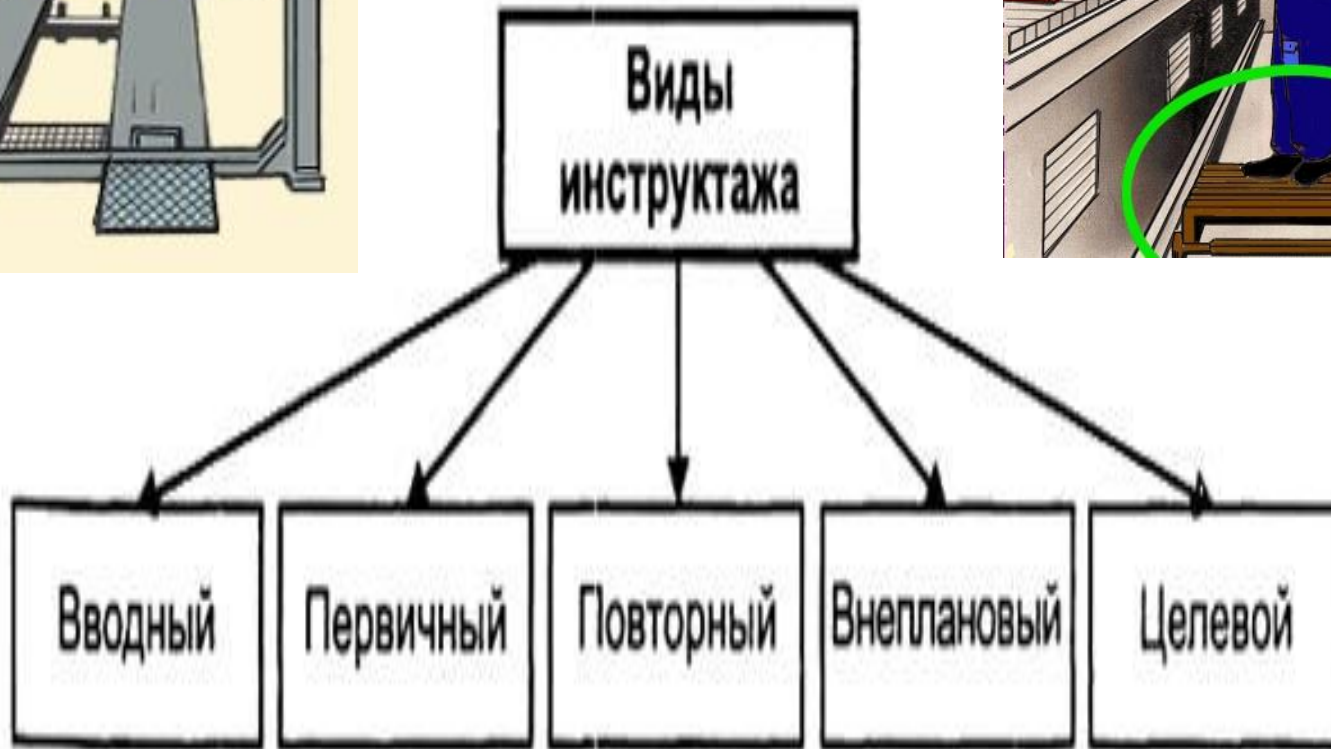 Виды
инструктажа
Вводный
Первичный
Повторный
Внеплановый
Целевой